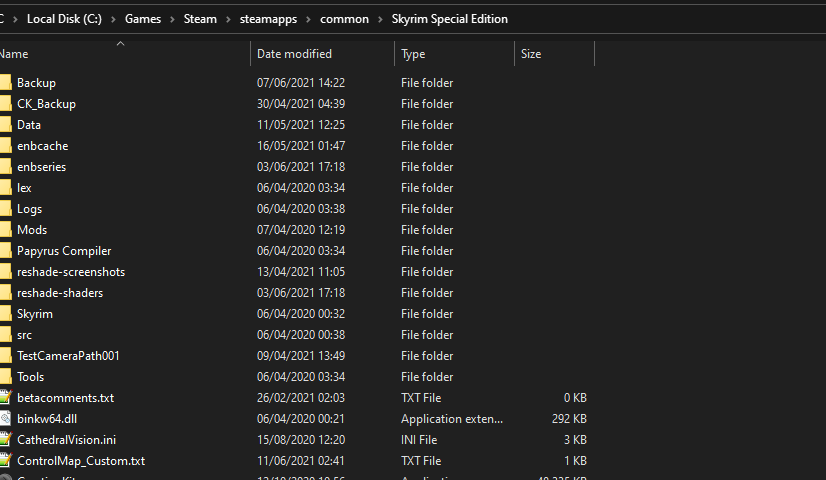 Local Disk (C:) > Games > Steam > steamapps > common > Skyrim Special Edition
Name Date modified Type Size
Backup 07/06/2021 14:22 File folder
CK_Backup 30/04/2021 04:39 File folder
Data 11/05/2021 12:25 File folder
enbcache 16/05/2021 01:47 File folder
enbseries 03/06/2021 17:18 File folder
lex 06/04/2020 03:34 File folder
Logs 06/04/2020 03:38 File folder
Mods 07/04/2020 12:19 File folder
Papyrus Compiler 06/04/2020 03:34 File folder
reshade-screenshots 13/04/2021 11:05 File folder
reshade-shaders 03/06/2021 17:18 File folder
Skyrim 06/04/2020 00:32 File folder
src 06/04/2020 00:38 File folder
TestCameraPath001 09/04/2021 13:49 File folder
Tools 06/04/2020 03:34 File folder
betacomments.txt 26/02/2021 02:03 TXT File 0 KB
binkw64.dll 06/04/2020 00:21 Application exten... 292 KB
CathedralVision.ini 15/08/2020 12:20 INI File 3 KB
ControlMap_Custom.txt 11/06/2021 02:41 TXT File 1 KB